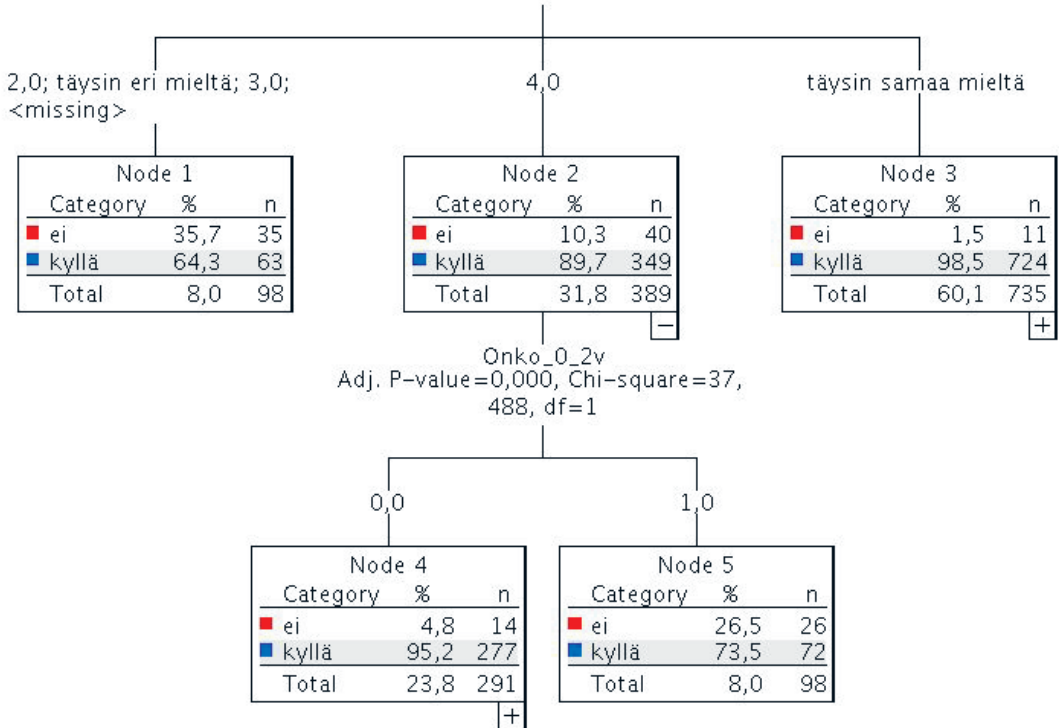 2,0; täysin eri mieltä; 3,0;
<missing>
4,0
täysin samaa mieltä
Node 1
Category % n
ei 35,7 35
kyllä 64,3 63
Total 8,0 98
Node 2
Category % n
ei 10,3 40
kyllä 89,7 349
Total 31,8 389
−
Node 3
Category % n
ei 1,5 11
kyllä 98,5 724
Total 60,1 735
+
Onko_0_2v
Adj. P-value=0,000, Chi-square=37,
488, df=1
0,0
1,0
Node 4
Category % n
ei 4,8 14
kyllä 95,2 277
Total 23,8 291
+
Node 5
Category % n
ei 26,5 26
kyllä 73,5 72
Total 8,0 98